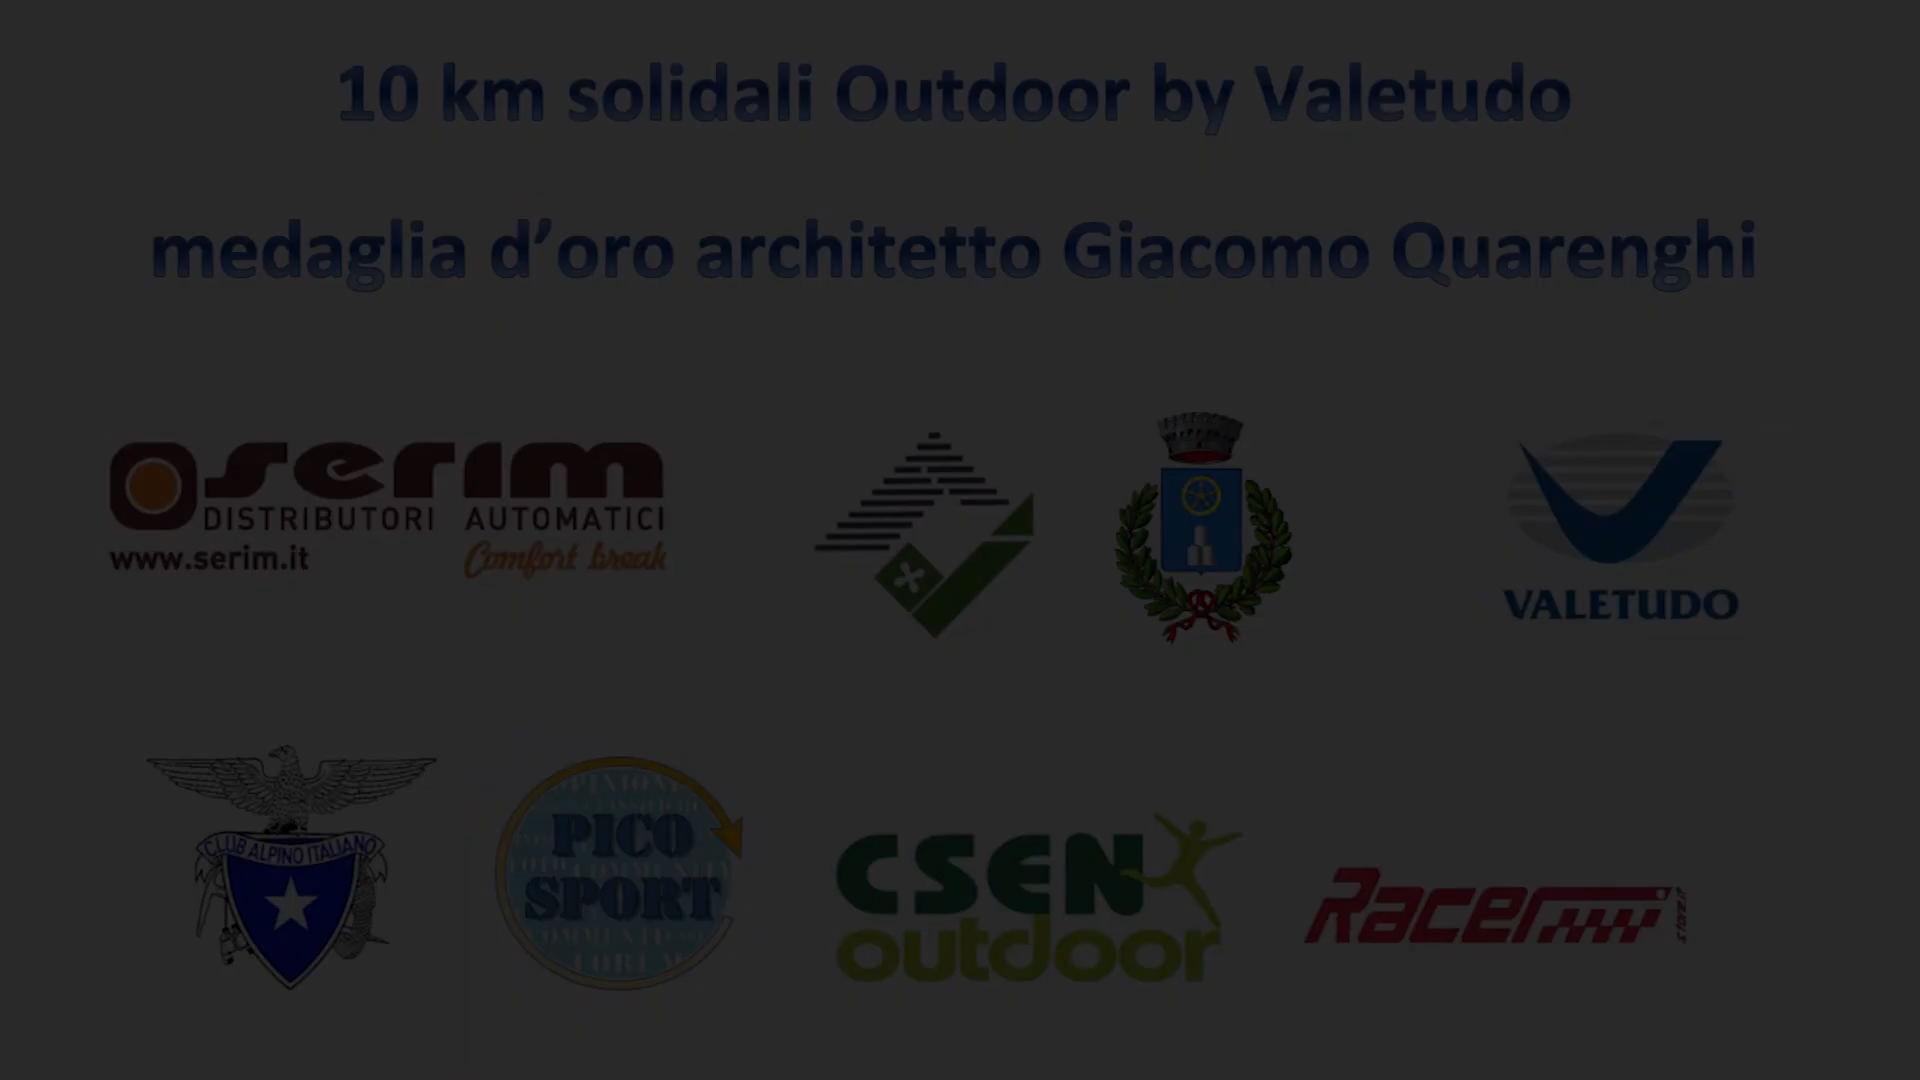 10 km solidali Outdoor by Valetudo
medaglia d’oro architetto Giacomo Quarenghi
serim
DISTRIBUTORI AUTOMATICI
www.serim.it Comfort break
VALETUDO
CLUB ALPINO ITALIANO
PICO
SPORT
CSEN
outdoor
Racer